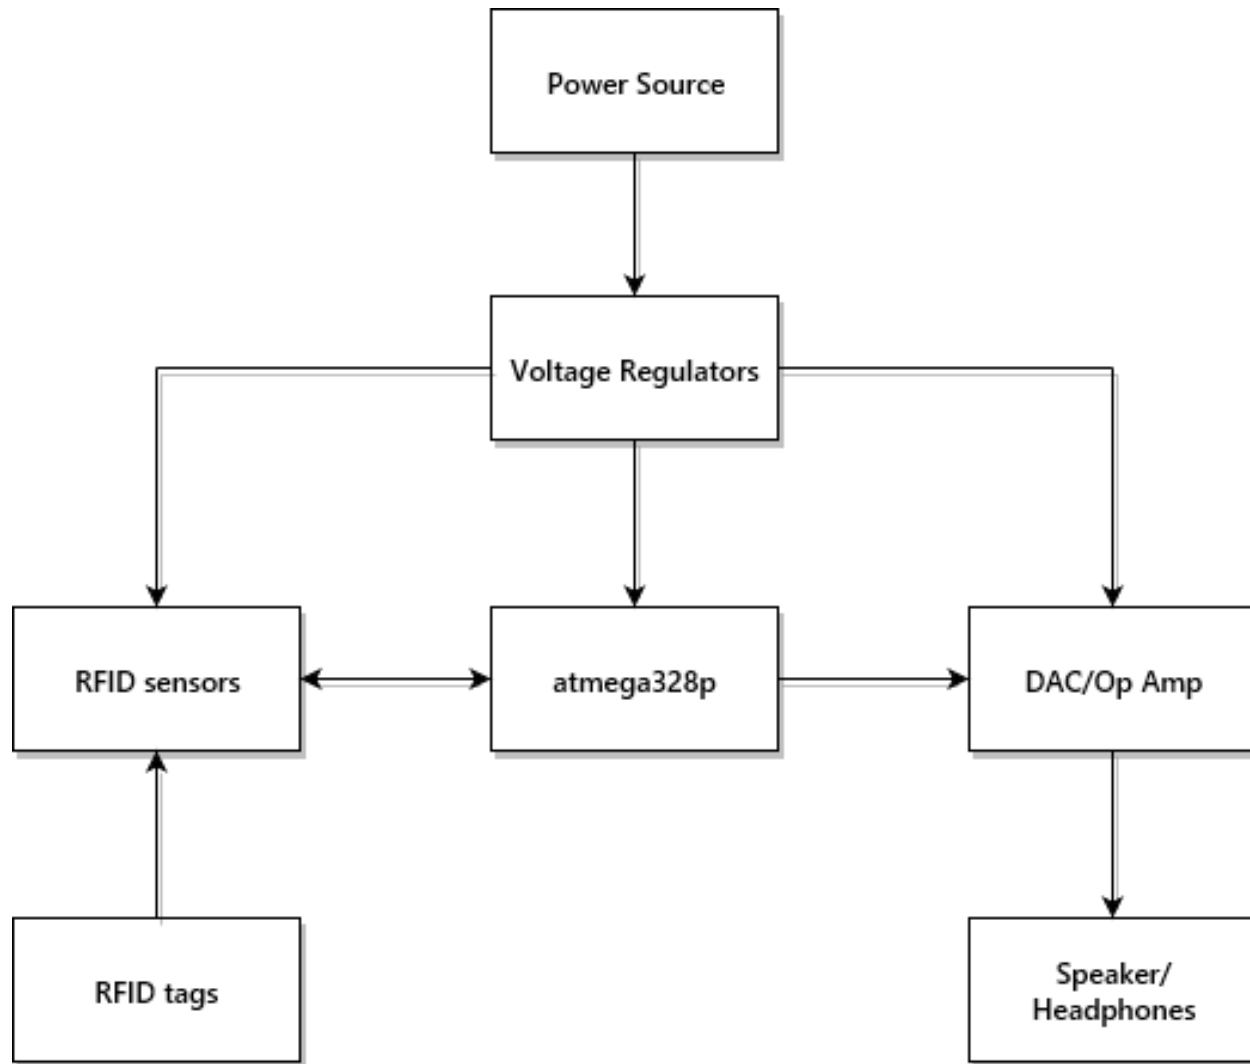 Power Source
Voltage Regulators
RFID sensors
atmega328p
DAC/Op Amp
RFID tags
Speaker/
Headphones